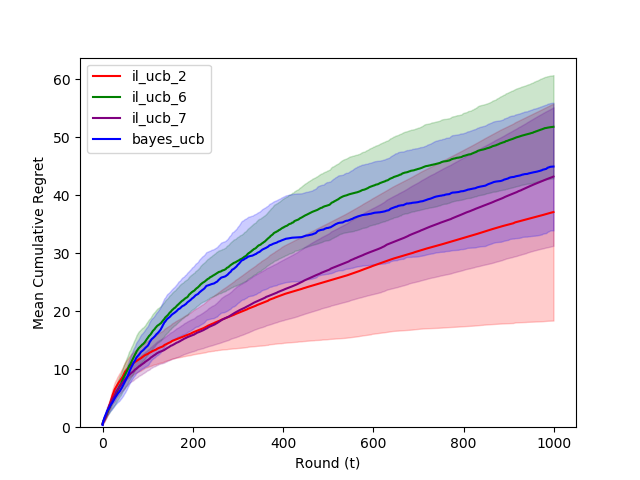 il_ucb_2
il_ucb_6
il_ucb_7
bayes_ucb
Mean Cumulative Regret
60
50
40
30
20
10
0
0 200 400 600 800 1000
Round (t)